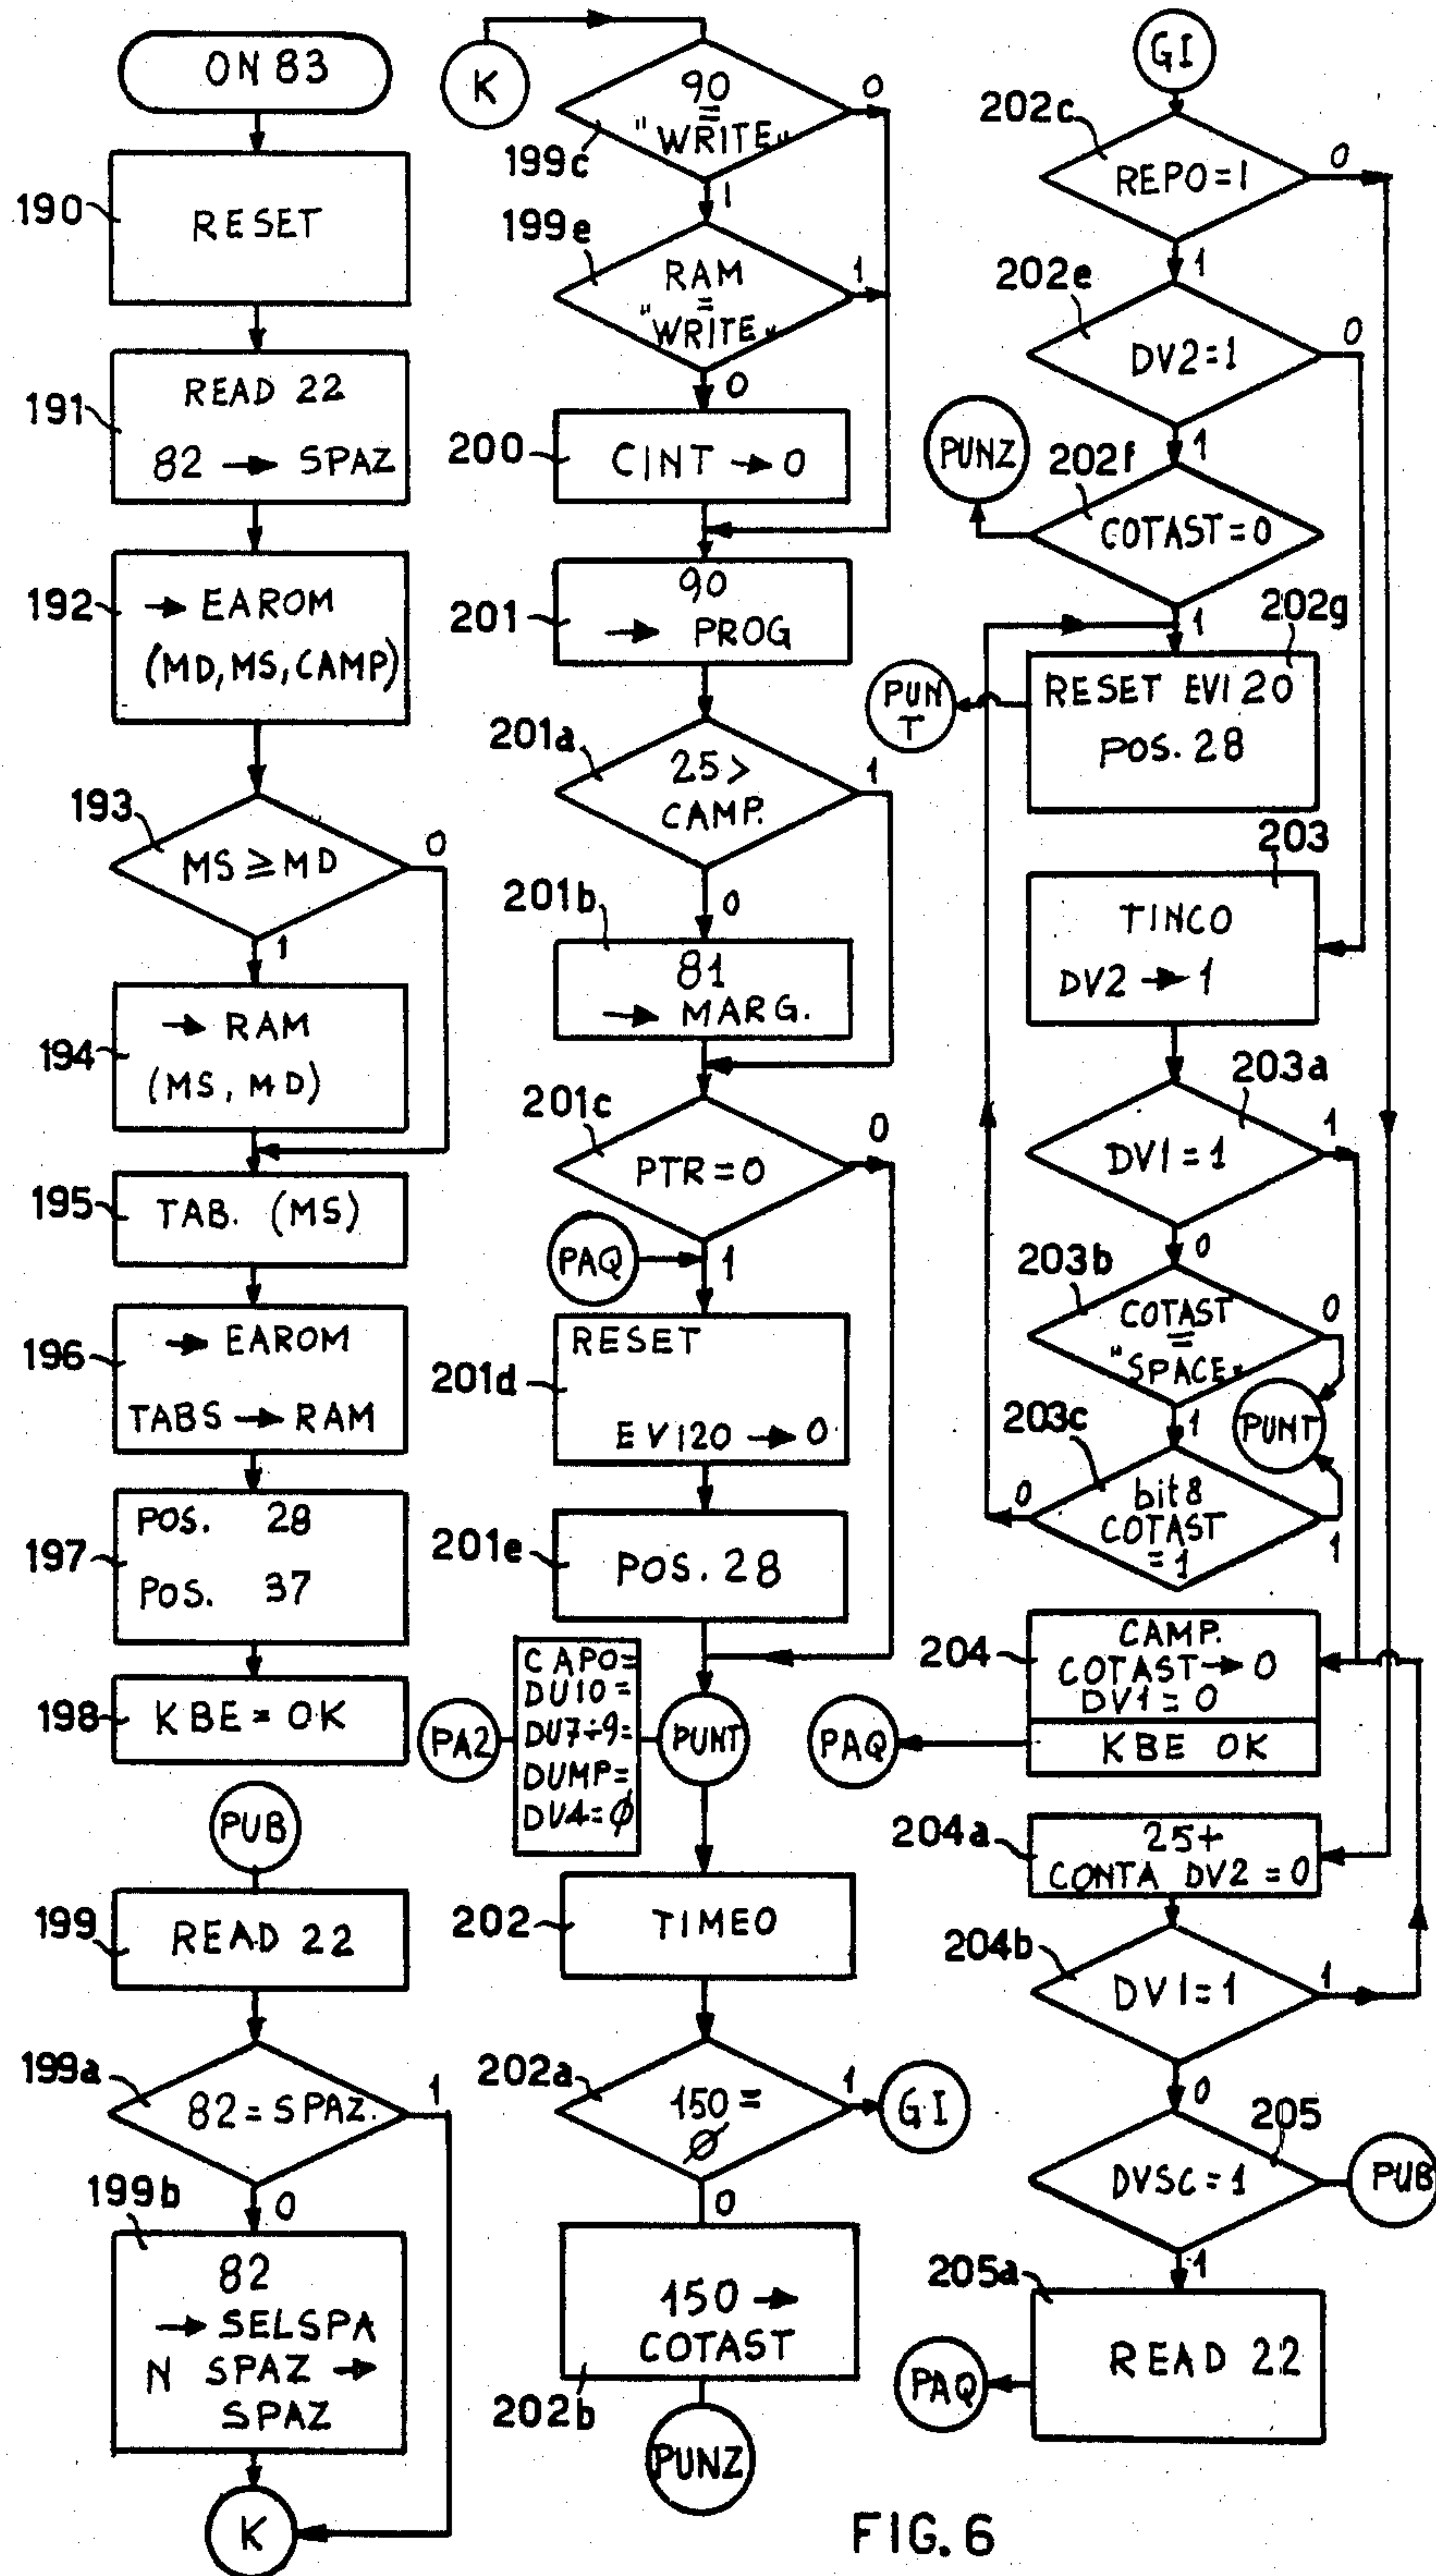 ON 83
190
RESET
191
READ 22
82 → SPAZ
192
→ EAROM
(MD, MS, CAMP)
193
MS ≥ MD
0
1
194
→ RAM
(MS, MD)
195
TAB. (MS)
196
→ EAROM
TABS → RAM
197
POS. 28
POS. 37
198
KBE = OK
PUB
199
READ 22
199a
82 = SPAZ.
1
0
199b
82
→ SELSPA
N SPAZ →
SPAZ
K
K
90
=
"WRITE"
0
199c
1
199e
RAM
=
"WRITE"
1
0
200
CINT → 0
201
90
→ PROG
201a
25 >
CAMP.
1
0
201b
81
→ MARG.
201c
PTR = 0
0
PAQ
1
201d
RESET
EVI20 → 0
201e
POS. 28
CAPO=
DU10=
DU7÷9=
DUMP=
DV4=Ø
PA2
PUNT
202
TIMEO
202a
150 =
Ø
1
GI
0
202b
150 →
COTAST
PUNZ
GI
202c
REPO = 1
0
1
202e
DV2 = 1
0
1
PUNZ
202f
COTAST = 0
1
202g
RESET EVI 20
POS. 28
PUN
T
203
TINCO
DV2 → 1
203a
DV1 = 1
1
0
203b
COTAST
=
"SPACE"
0
1
PUNT
203c
bit 8
COTAST
= 1
0
1
204
CAMP.
COTAST → 0
DV1 = 0
KBE OK
PAQ
204a
25+
CONTA DV2 = 0
204b
DV1 = 1
1
0
205
DVSC = 1
PUB
1
205a
READ 22
PAQ
FIG. 6